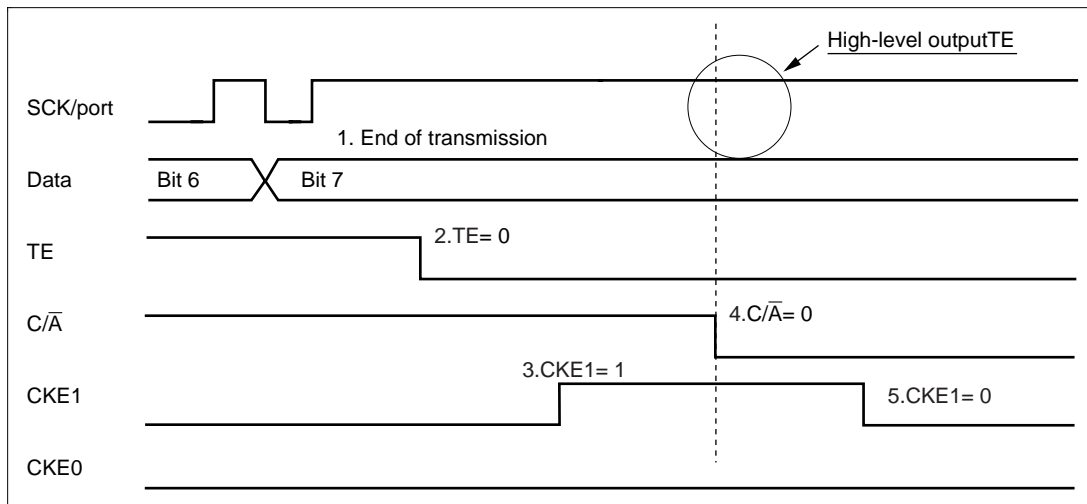 High-level outputTE
SCK/port
1. End of transmission
Data
Bit 6
Bit 7
TE
2.TE= 0
C/A̅
4.C/A̅= 0
3.CKE1= 1
CKE1
5.CKE1= 0
CKE0